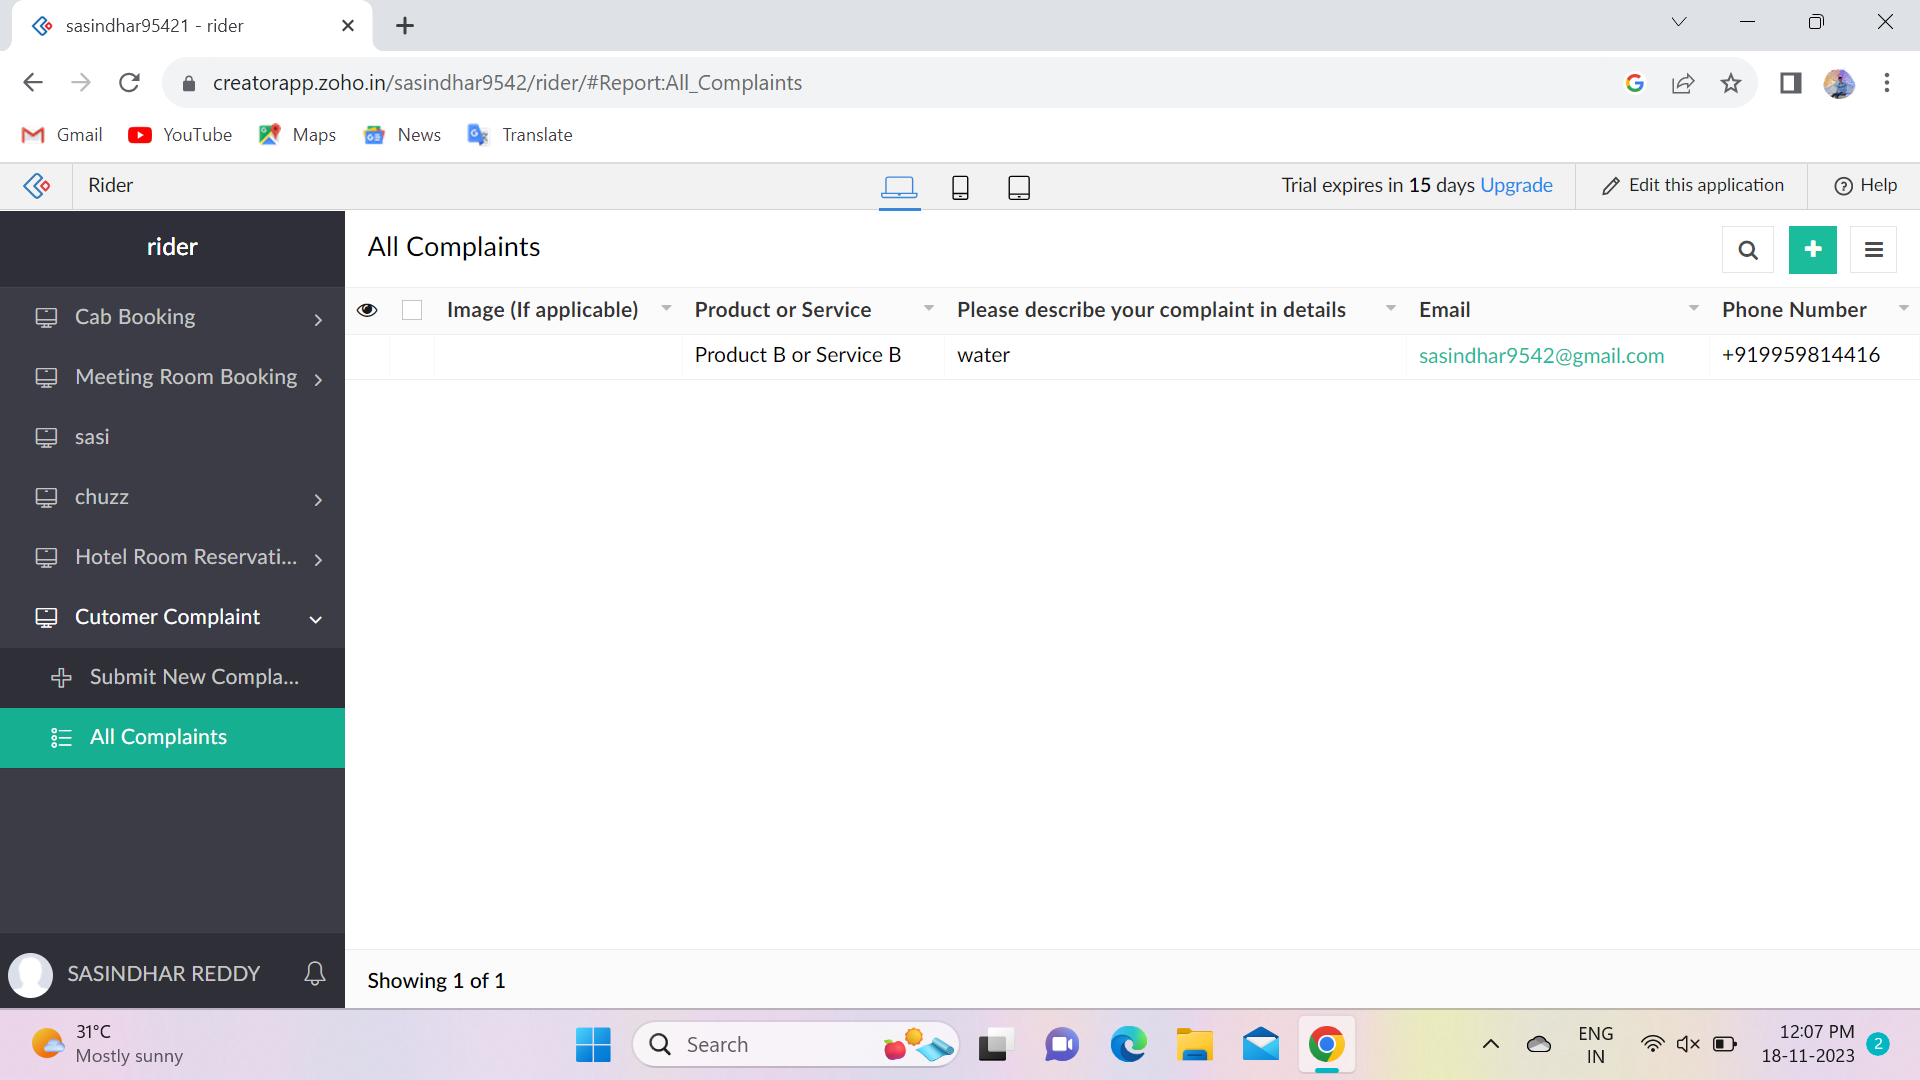 sasindhar95421 - rider
creatorapp.zoho.in/sasindhar9542/rider/#Report:All_Complaints
Gmail YouTube Maps News Translate
Rider Trial expires in 15 days Upgrade Edit this application Help
rider
All Complaints
Cab Booking
Meeting Room Booking
sasi
chuzz
Hotel Room Reservati...
Cutomer Complaint
Submit New Compla...
All Complaints
SASINDHAR REDDY
Image (If applicable) Product or Service Please describe your complaint in details Email Phone Number
Product B or Service B water sasindhar9542@gmail.com +919959814416
Showing 1 of 1
31°C
Mostly sunny
Search
ENG
IN
12:07 PM
18-11-2023
2